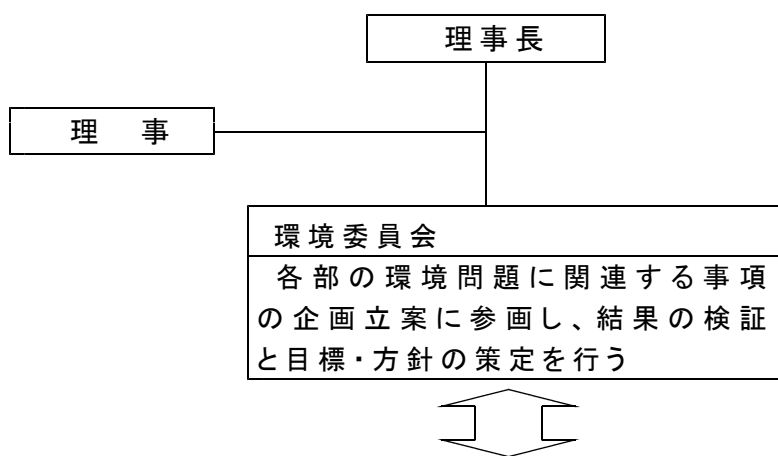 理事長
理　事
環境委員会
各部の環境問題に関連する事項
の企画立案に参画し、結果の検証
と目標・方針の策定を行う